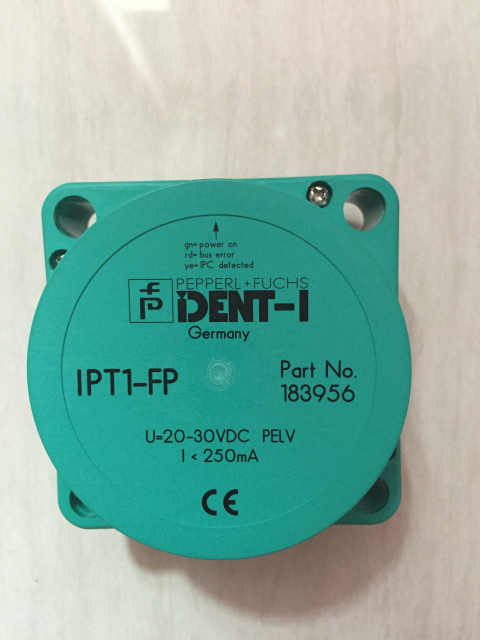 gn= power on
rd= bus error
ye= IPC detected
PEPPERL + FUCHS
IDENT-I
Germany
IPT1-FP
Part No.
183956
U=20-30VDC PELV
I < 250mA
CE